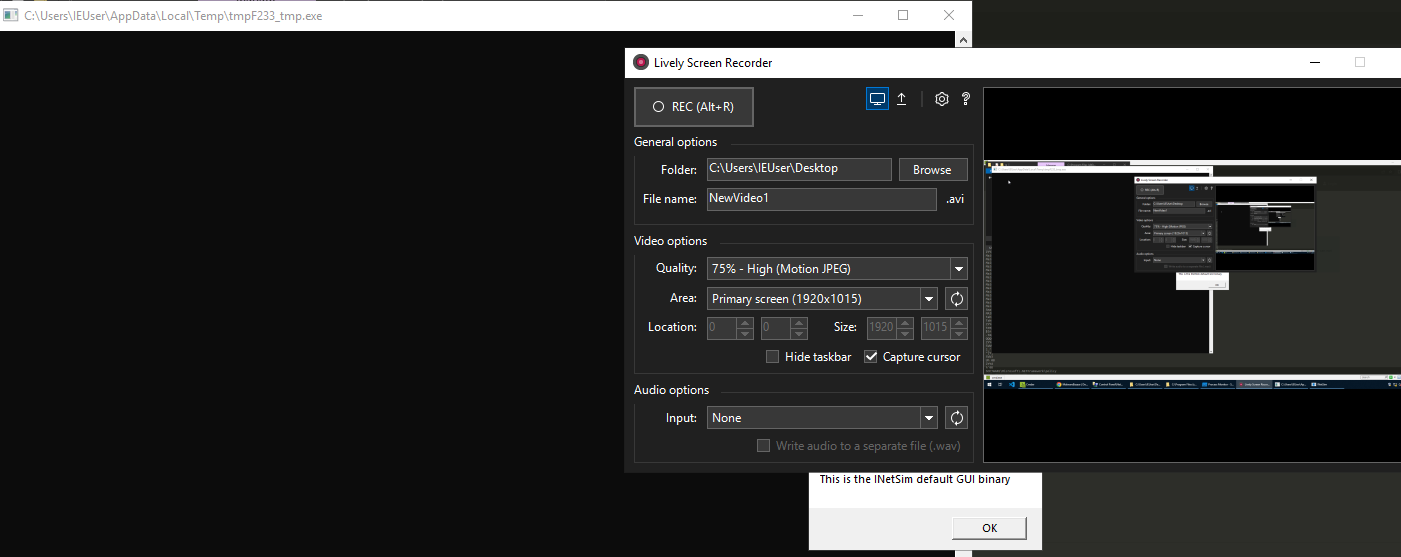 C:\Users\IEUser\AppData\Local\Temp\tmpF233_tmp.exe
Lively Screen Recorder
REC (Alt+R)
General options
Folder: C:\Users\IEUser\Desktop Browse
File name: NewVideo1 .avi
Video options
Quality: 75% - High (Motion JPEG)
Area: Primary screen (1920x1015)
Location: 0 0 Size: 1920 1015
Hide taskbar Capture cursor
Audio options
Input: None
Write audio to a separate file (.wav)
This is the INetSim default GUI binary
OK